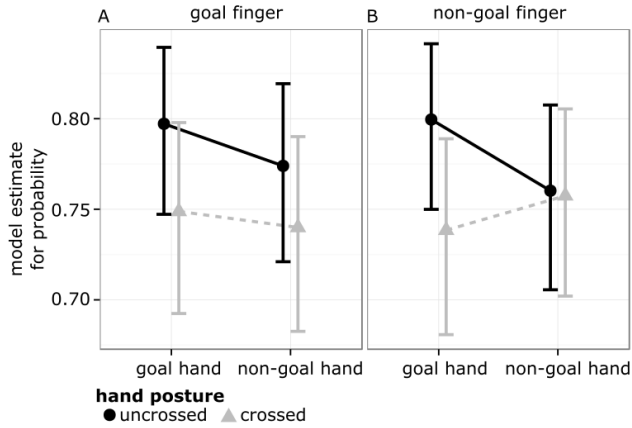 A goal finger
B non-goal finger
model estimate
for probability
0.80
0.75
0.70
goal hand non-goal hand
goal hand non-goal hand
hand posture
uncrossed crossed